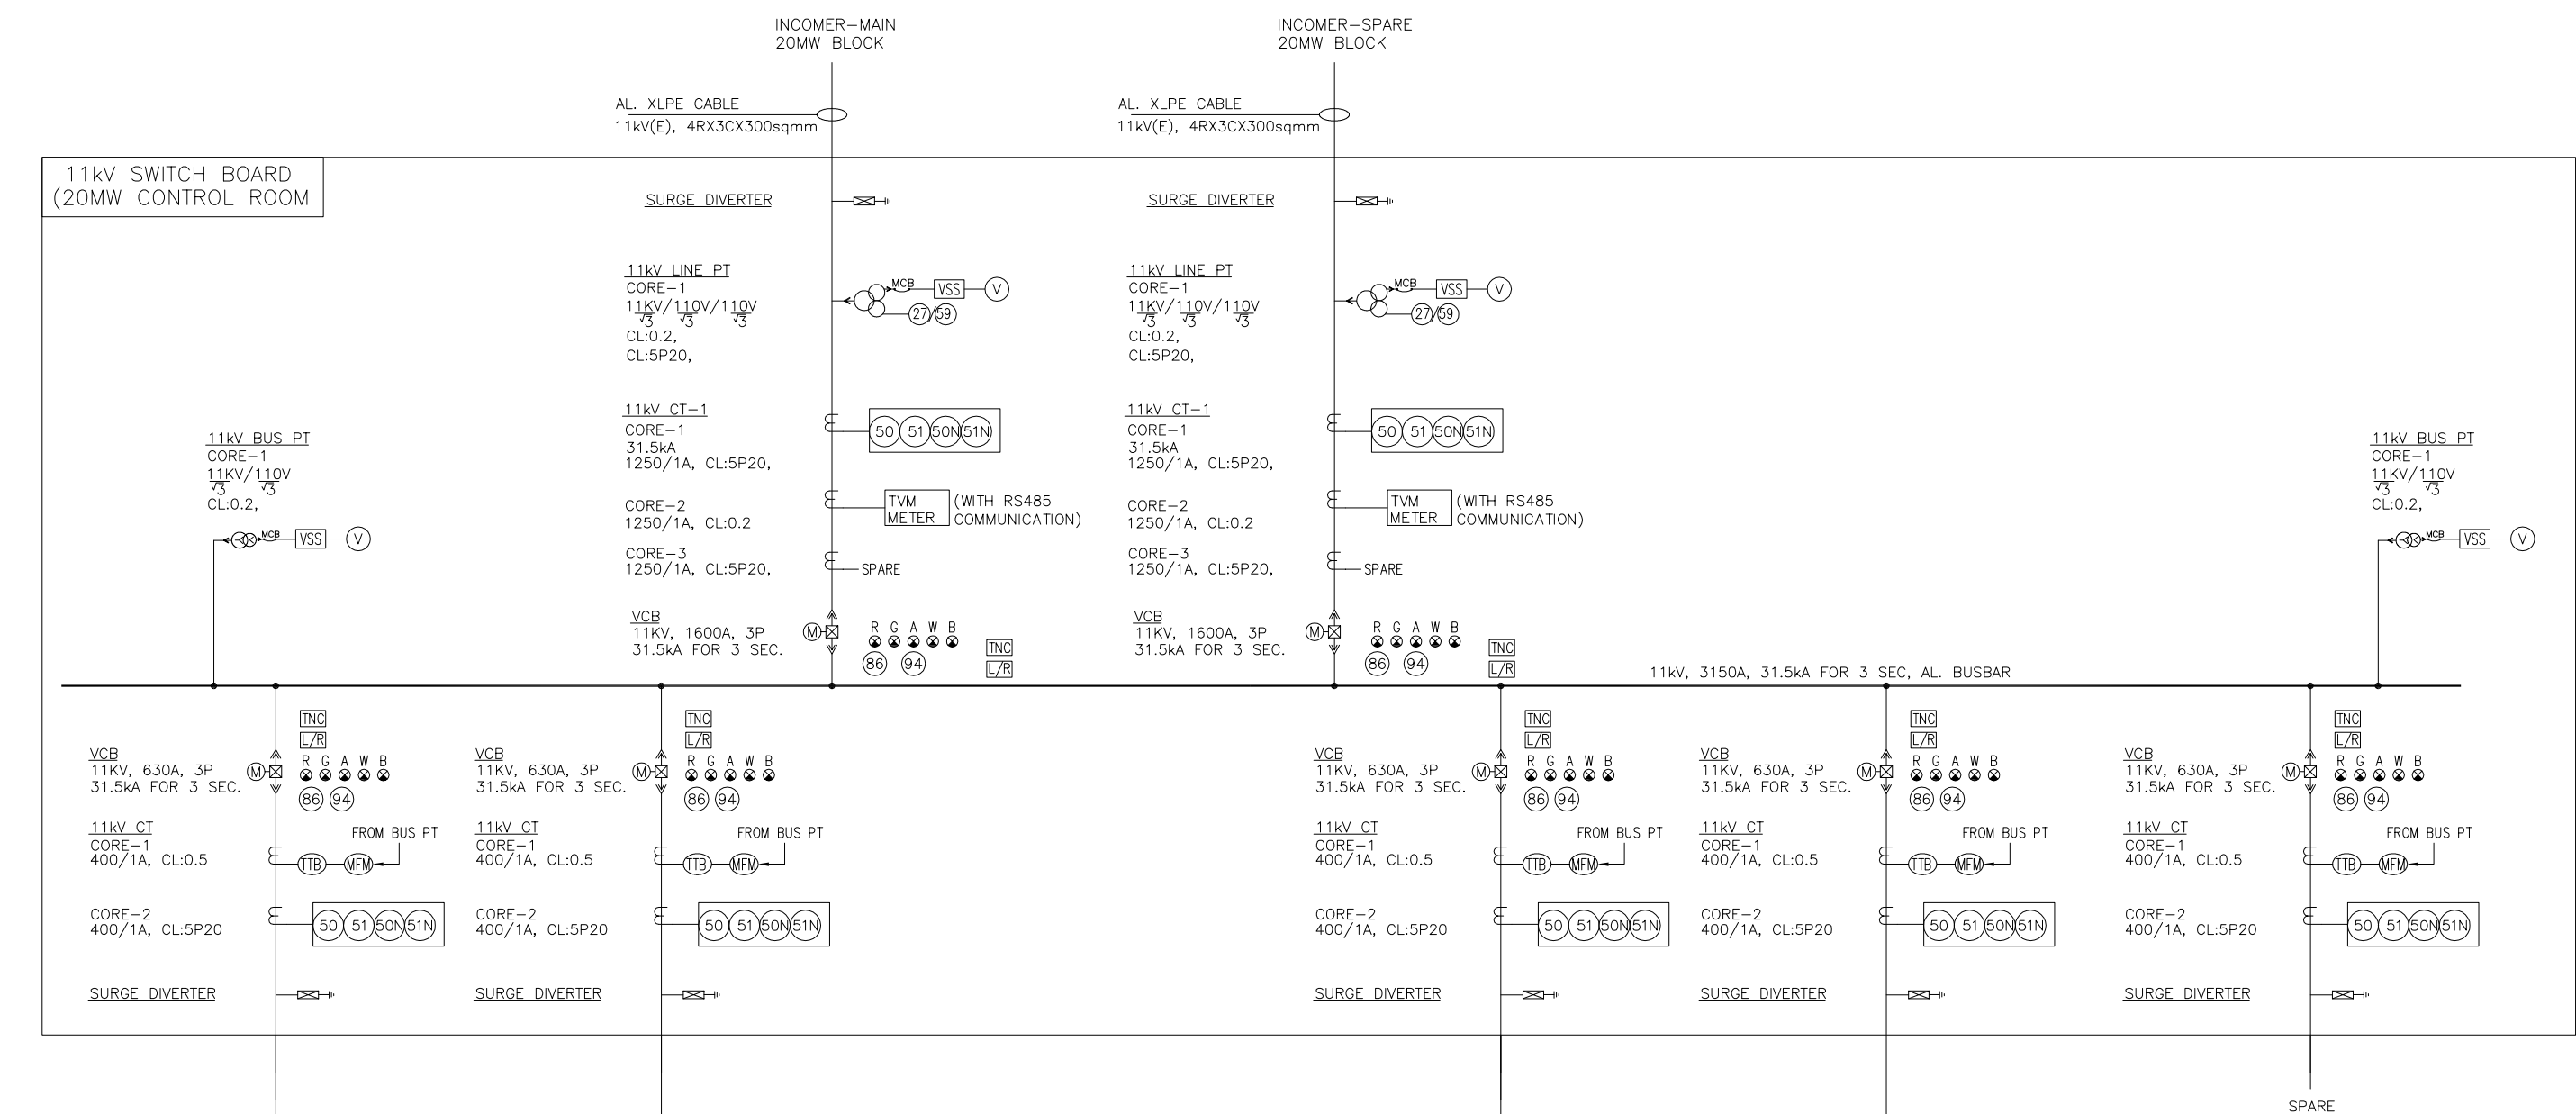 INCOMER-MAIN
20MW BLOCK
INCOMER-SPARE
20MW BLOCK
AL. XLPE CABLE
11kV(E), 4RX3CX300sqmm
AL. XLPE CABLE
11kV(E), 4RX3CX300sqmm
11kV SWITCH BOARD
(20MW CONTROL ROOM
SURGE DIVERTER
11kV LINE PT
CORE-1
11KV/110V/110V
√3 √3 √3
CL:0.2,
CL:5P20,
MCB VSS V
27/59
11kV CT-1
CORE-1
31.5kA
1250/1A, CL:5P20,
50 51 50N 51N
CORE-2
1250/1A, CL:0.2
TVM
METER
(WITH RS485
COMMUNICATION)
CORE-3
1250/1A, CL:5P20,
SPARE
VCB
11KV, 1600A, 3P
31.5kA FOR 3 SEC.
M
R G A W B
86 94
TNC
L/R
SURGE DIVERTER
11kV LINE PT
CORE-1
11KV/110V/110V
√3 √3 √3
CL:0.2,
CL:5P20,
MCB VSS V
27/59
11kV CT-1
CORE-1
31.5kA
1250/1A, CL:5P20,
50 51 50N 51N
CORE-2
1250/1A, CL:0.2
TVM
METER
(WITH RS485
COMMUNICATION)
CORE-3
1250/1A, CL:5P20,
SPARE
VCB
11KV, 1600A, 3P
31.5kA FOR 3 SEC.
M
R G A W B
86 94
TNC
L/R
11kV BUS PT
CORE-1
11KV/110V
√3 √3
CL:0.2,
MCB VSS V
11kV BUS PT
CORE-1
11KV/110V
√3 √3
CL:0.2,
MCB VSS V
11kV, 3150A, 31.5kA FOR 3 SEC, AL. BUSBAR
TNC
L/R
VCB
11KV, 630A, 3P
31.5kA FOR 3 SEC.
M
R G A W B
86 94
11kV CT
CORE-1
400/1A, CL:0.5
FROM BUS PT
TTB MFM
CORE-2
400/1A, CL:5P20
50 51 50N 51N
SURGE DIVERTER
TNC
L/R
VCB
11KV, 630A, 3P
31.5kA FOR 3 SEC.
M
R G A W B
86 94
11kV CT
CORE-1
400/1A, CL:0.5
FROM BUS PT
TTB MFM
CORE-2
400/1A, CL:5P20
50 51 50N 51N
SURGE DIVERTER
TNC
L/R
VCB
11KV, 630A, 3P
31.5kA FOR 3 SEC.
M
R G A W B
86 94
11kV CT
CORE-1
400/1A, CL:0.5
FROM BUS PT
TTB MFM
CORE-2
400/1A, CL:5P20
50 51 50N 51N
SURGE DIVERTER
TNC
L/R
VCB
11KV, 630A, 3P
31.5kA FOR 3 SEC.
M
R G A W B
86 94
11kV CT
CORE-1
400/1A, CL:0.5
FROM BUS PT
TTB MFM
CORE-2
400/1A, CL:5P20
50 51 50N 51N
SURGE DIVERTER
TNC
L/R
VCB
11KV, 630A, 3P
31.5kA FOR 3 SEC.
M
R G A W B
86 94
11kV CT
CORE-1
400/1A, CL:0.5
FROM BUS PT
TTB MFM
CORE-2
400/1A, CL:5P20
50 51 50N 51N
SURGE DIVERTER
SPARE